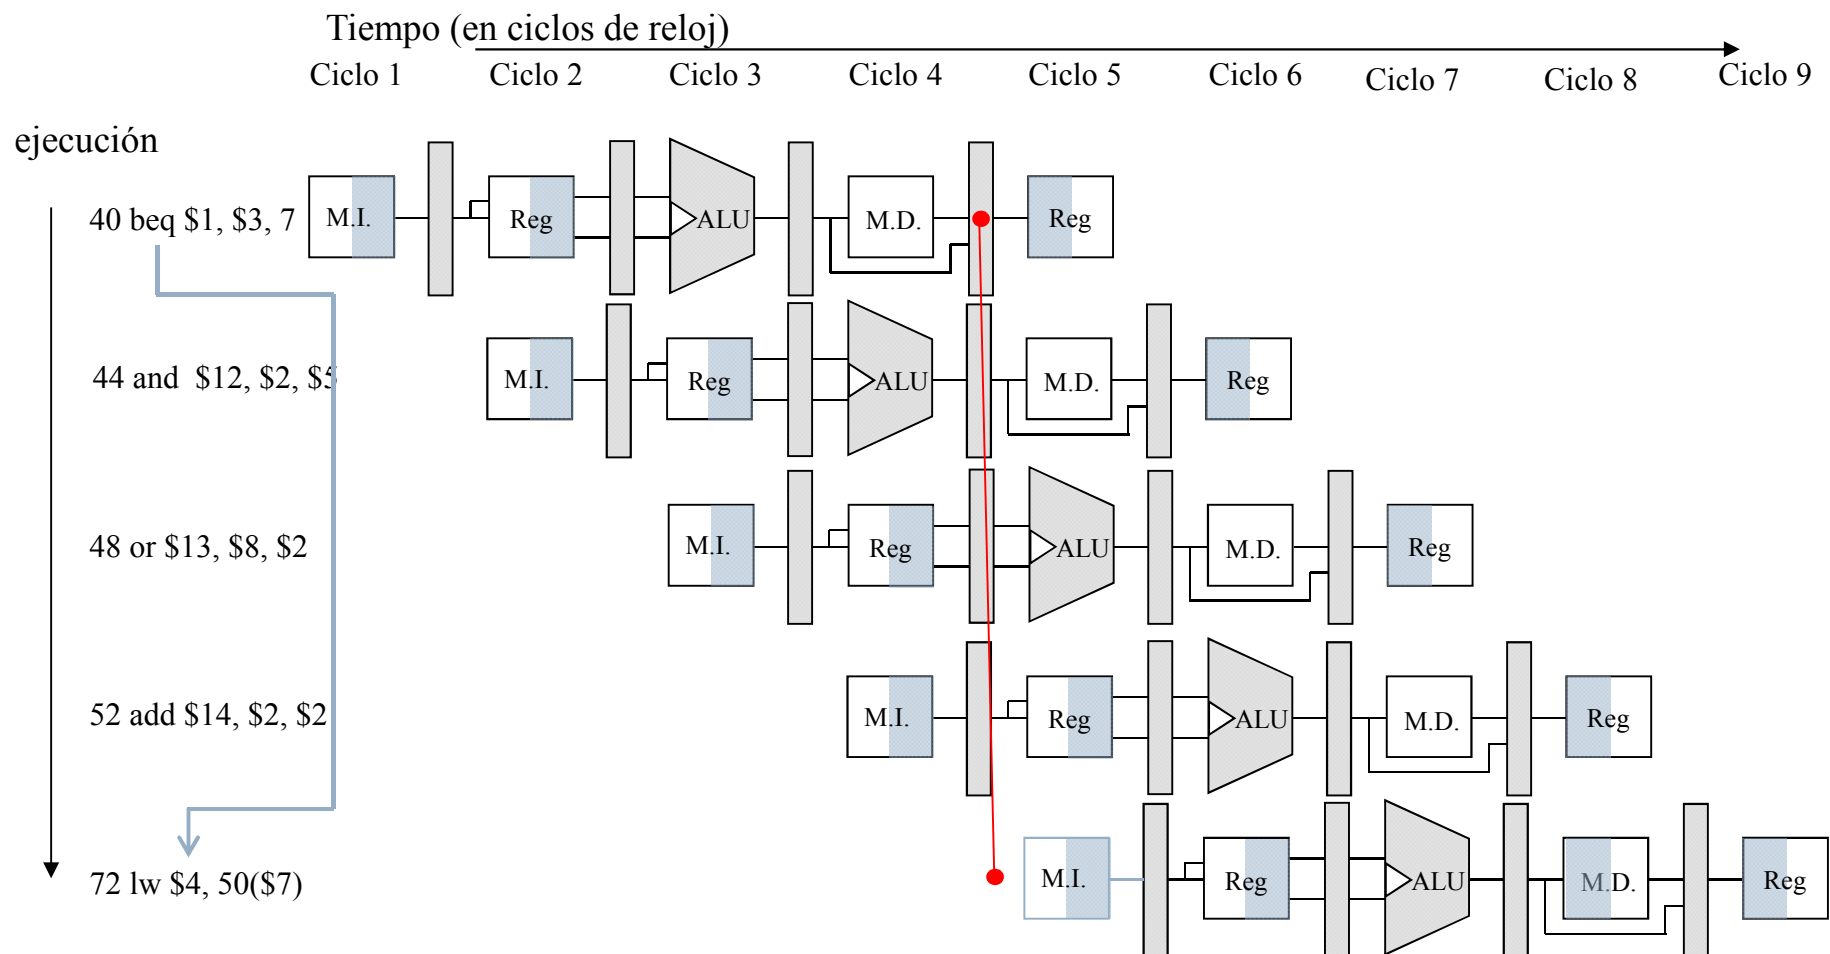 Tiempo (en ciclos de reloj)
Ciclo 1 Ciclo 2 Ciclo 3 Ciclo 4 Ciclo 5 Ciclo 6 Ciclo 7 Ciclo 8 Ciclo 9
ejecución
40 beq $1, $3, 7 M.I. Reg ALU M.D. Reg
44 and $12, $2, $5 M.I. Reg ALU M.D. Reg
48 or $13, $8, $2 M.I. Reg ALU M.D. Reg
52 add $14, $2, $2 M.I. Reg ALU M.D. Reg
72 lw $4, 50($7) M.I. Reg ALU M.D. Reg